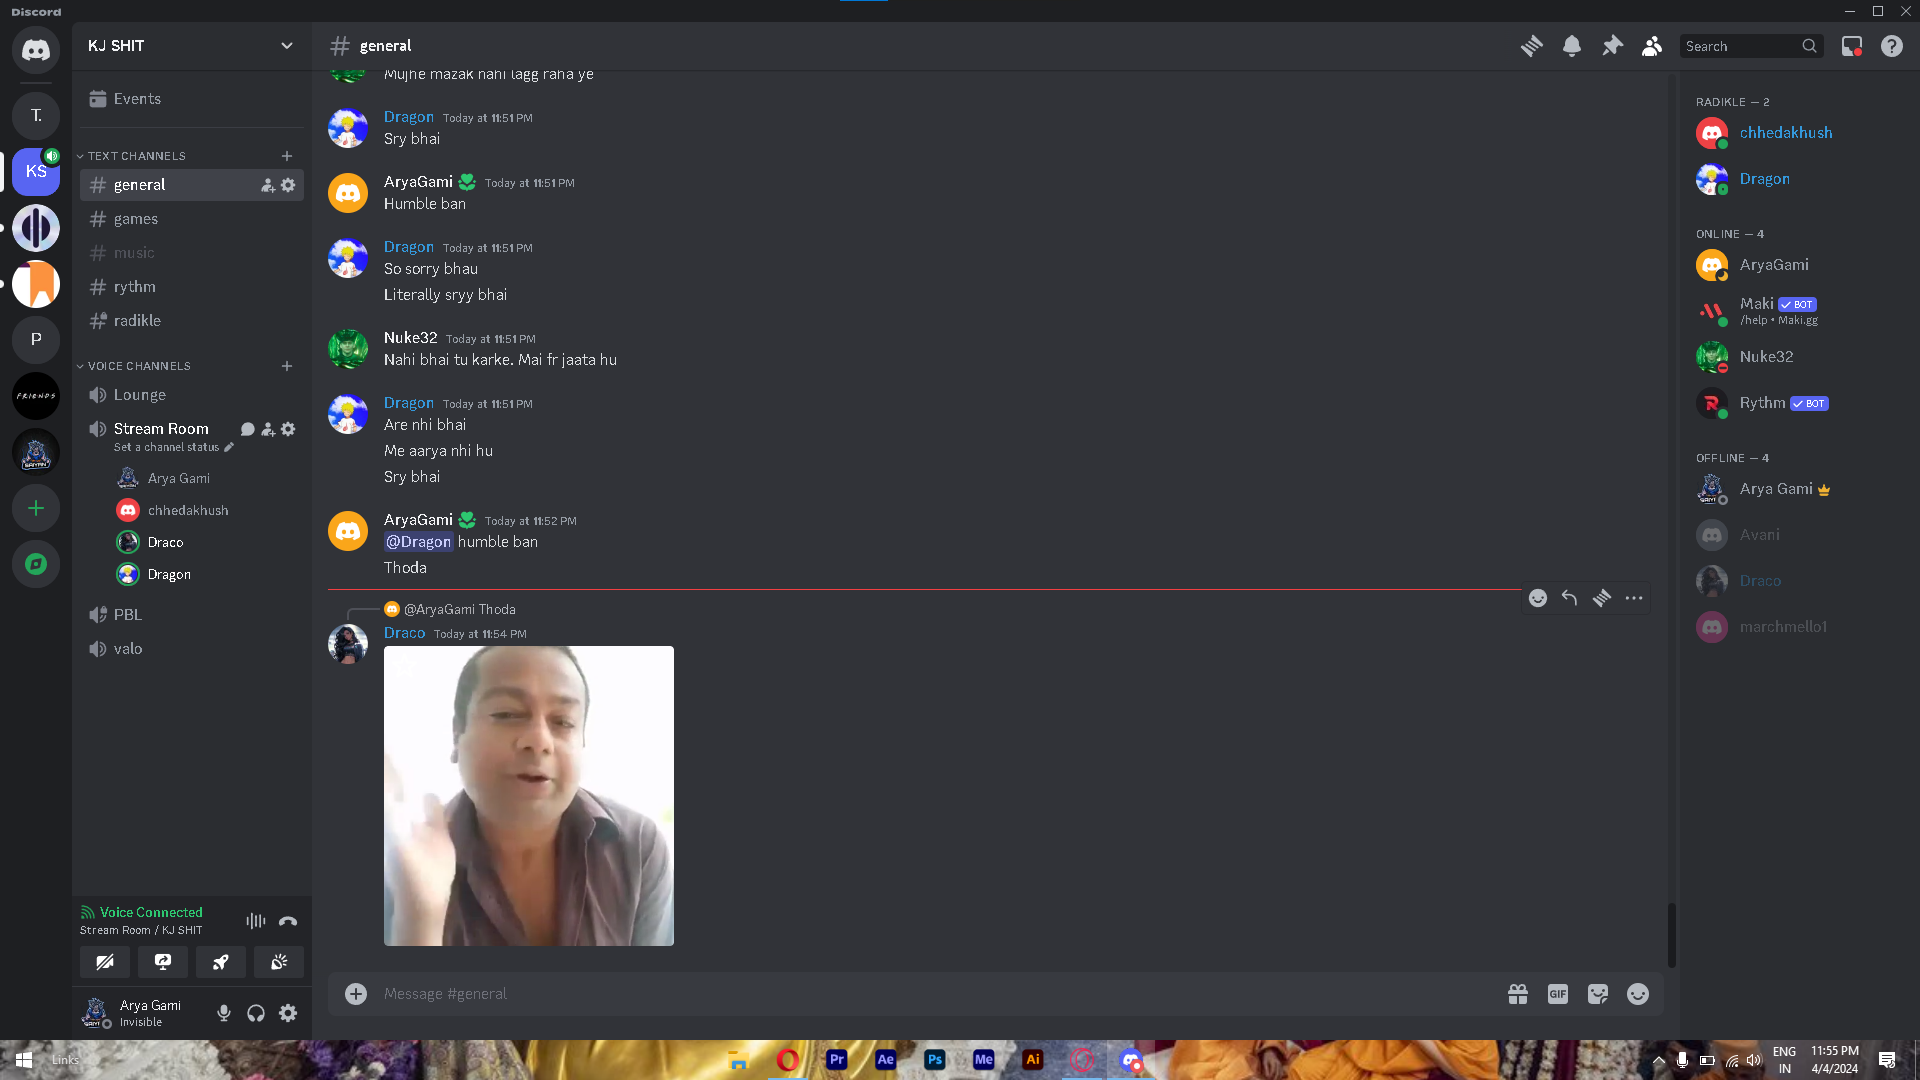 Discord
KJ SHIT
general
Search
T.
KS
P
FRIENDS
SAIYAN
Events
TEXT CHANNELS
general
games
music
rythm
radikle
VOICE CHANNELS
Lounge
Stream Room
Set a channel status
Arya Gami
chhedakhush
Draco
Dragon
PBL
valo
Voice Connected
Stream Room / KJ SHIT
Arya Gami
Invisible
Mujhe mazak nahi lagg raha ye
Dragon Today at 11:51 PM
Sry bhai
AryaGami Today at 11:51 PM
Humble ban
Dragon Today at 11:51 PM
So sorry bhau
Literally sryy bhai
Nuke32 Today at 11:51 PM
Nahi bhai tu karke. Mai fr jaata hu
Dragon Today at 11:51 PM
Are nhi bhai
Me aarya nhi hu
Sry bhai
AryaGami Today at 11:52 PM
@Dragon humble ban
Thoda
@AryaGami Thoda
Draco Today at 11:54 PM
Message #general
GIF
RADIKLE — 2
chhedakhush
Dragon
ONLINE — 4
AryaGami
Maki BOT
/help • Maki.gg
Nuke32
Rythm BOT
OFFLINE — 4
Arya Gami
Avani
Draco
marchmello1
Links
Pr
Ae
Ps
Me
Ai
ENG
IN
11:55 PM
4/4/2024